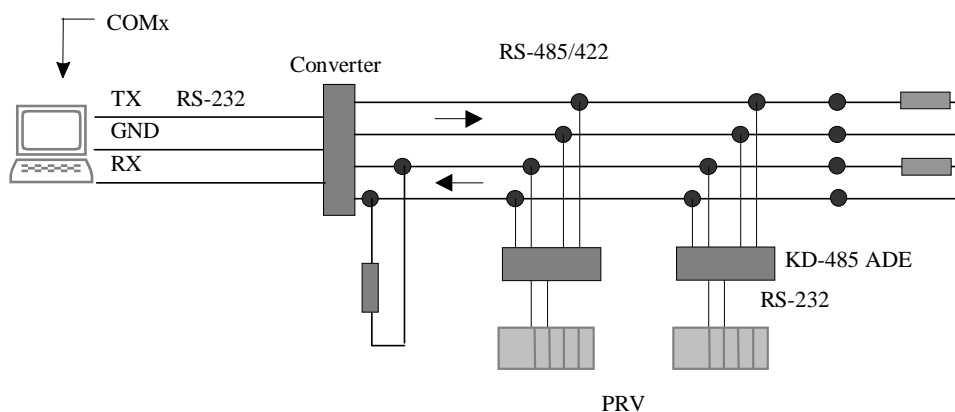 COMx
RS-485/422
Converter
TX RS-232
GND
RX
KD-485 ADE
RS-232
PRV